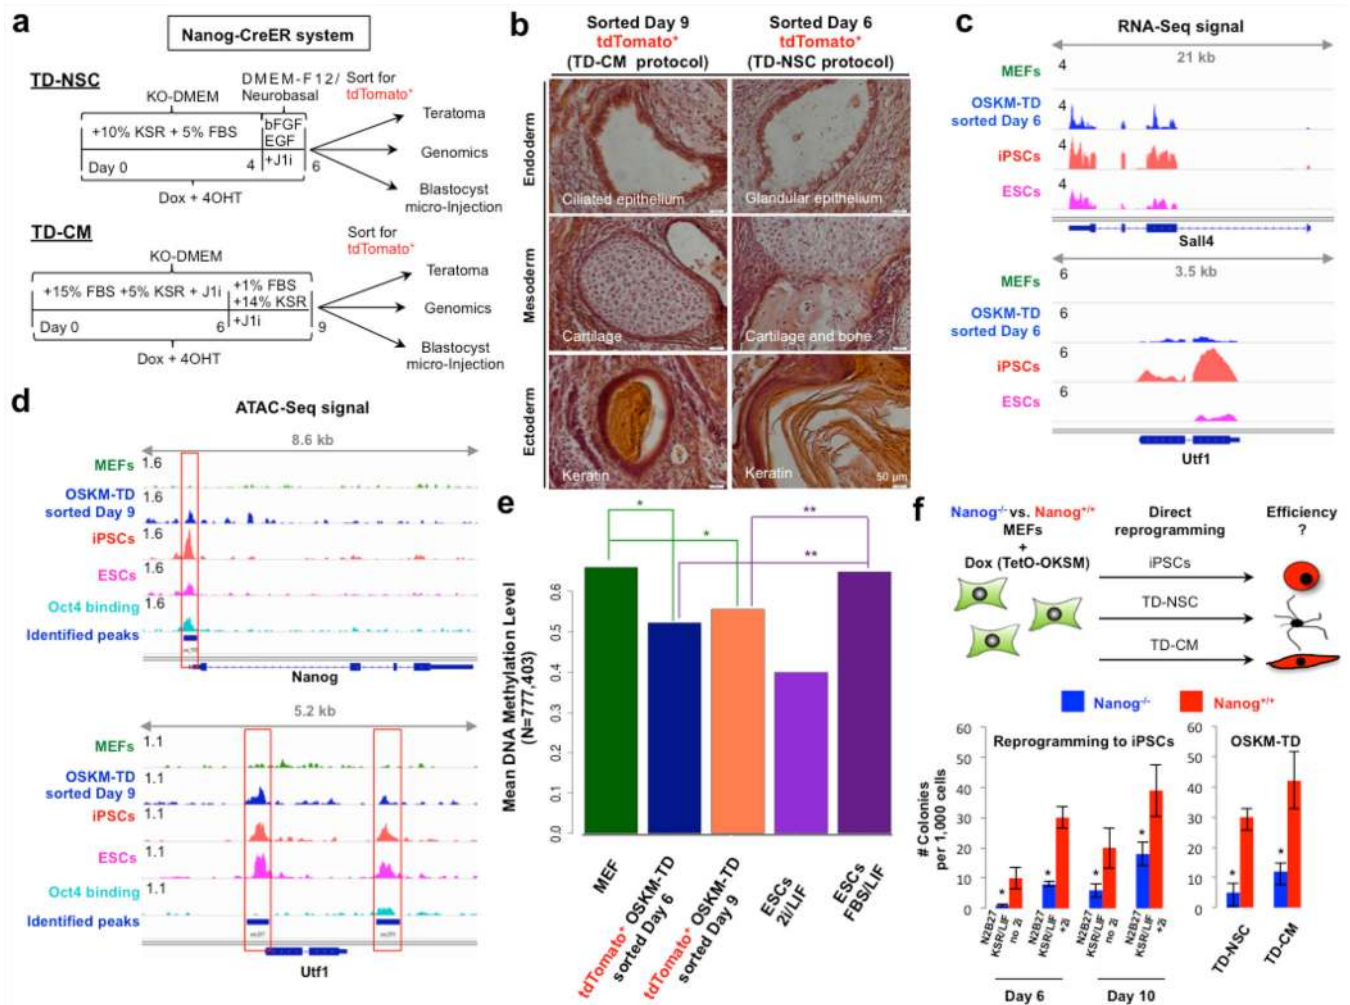 a
Nanog-CreER system
TD-NSC
KO-DMEM
DMEM-F12/
Neurobasal
Sort for
tdTomato+
+10% KSR + 5% FBS
bFGF
EGF
+J1i
Day 0
4
6
Dox + 4OHT
Teratoma
Genomics
Blastocyst
micro-Injection
TD-CM
KO-DMEM
Sort for
tdTomato+
+15% FBS +5% KSR + J1i
+1% FBS
+14% KSR
+J1i
Day 0
6
9
Dox + 4OHT
Teratoma
Genomics
Blastocyst
micro-Injection
b
Sorted Day 9
tdTomato+
(TD-CM protocol)
Sorted Day 6
tdTomato+
(TD-NSC protocol)
Endoderm
Ciliated epithelium
Glandular epithelium
Mesoderm
Cartilage
Cartilage and bone
Ectoderm
Keratin
Keratin
50 µm
c
RNA-Seq signal
21 kb
MEFs
4
OSKM-TD
sorted Day 6
4
iPSCs
4
ESCs
4
Sall4
3.5 kb
MEFs
6
OSKM-TD
sorted Day 6
6
iPSCs
6
ESCs
6
Utf1
d
ATAC-Seq signal
8.6 kb
MEFs
1.6
OSKM-TD
sorted Day 9
1.6
iPSCs
1.6
ESCs
1.6
Oct4 binding
1.6
Identified peaks
Nanog
5.2 kb
MEFs
1.1
OSKM-TD
sorted Day 9
1.1
iPSCs
1.1
ESCs
1.1
Oct4 binding
1.1
Identified peaks
Utf1
e
Mean DNA Methylation Level
(N=777,403)
0.0
0.1
0.2
0.3
0.4
0.5
0.6
*
*
**
**
MEF
tdTomato+ OSKM-TD
sorted Day 6
tdTomato+ OSKM-TD
sorted Day 9
ESCs
2i/LIF
ESCs
FBS/LIF
f
Nanog-/- vs. Nanog+/+
MEFs
+
Dox (TetO-OKSM)
Direct
reprogramming
Efficiency
?
iPSCs
TD-NSC
TD-CM
Nanog-/-
Nanog+/+
Reprogramming to iPSCs
# Colonies
per 1,000 cells
60
50
40
30
20
10
0
*
*
*
*
N2B27
KSR/LIF
no 2i
N2B27
KSR/LIF
+2i
N2B27
KSR/LIF
no 2i
N2B27
KSR/LIF
+2i
Day 6
Day 10
OSKM-TD
60
50
40
30
20
10
0
*
*
TD-NSC
TD-CM